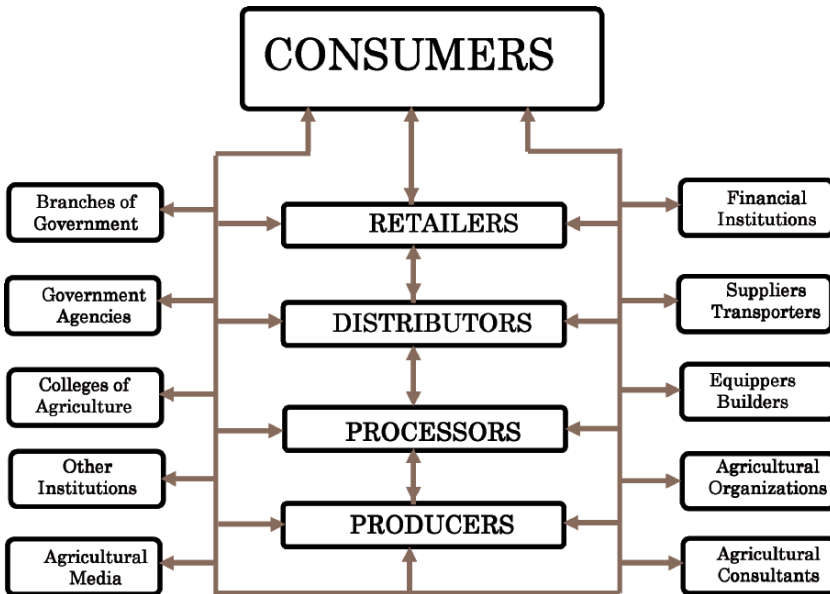 CONSUMERS
Branches of
Government
Financial
Institutions
RETAILERS
Government
Agencies
Suppliers
Transporters
DISTRIBUTORS
Colleges of
Agriculture
Equippers
Builders
PROCESSORS
Other
Institutions
Agricultural
Organizations
PRODUCERS
Agricultural
Media
Agricultural
Consultants